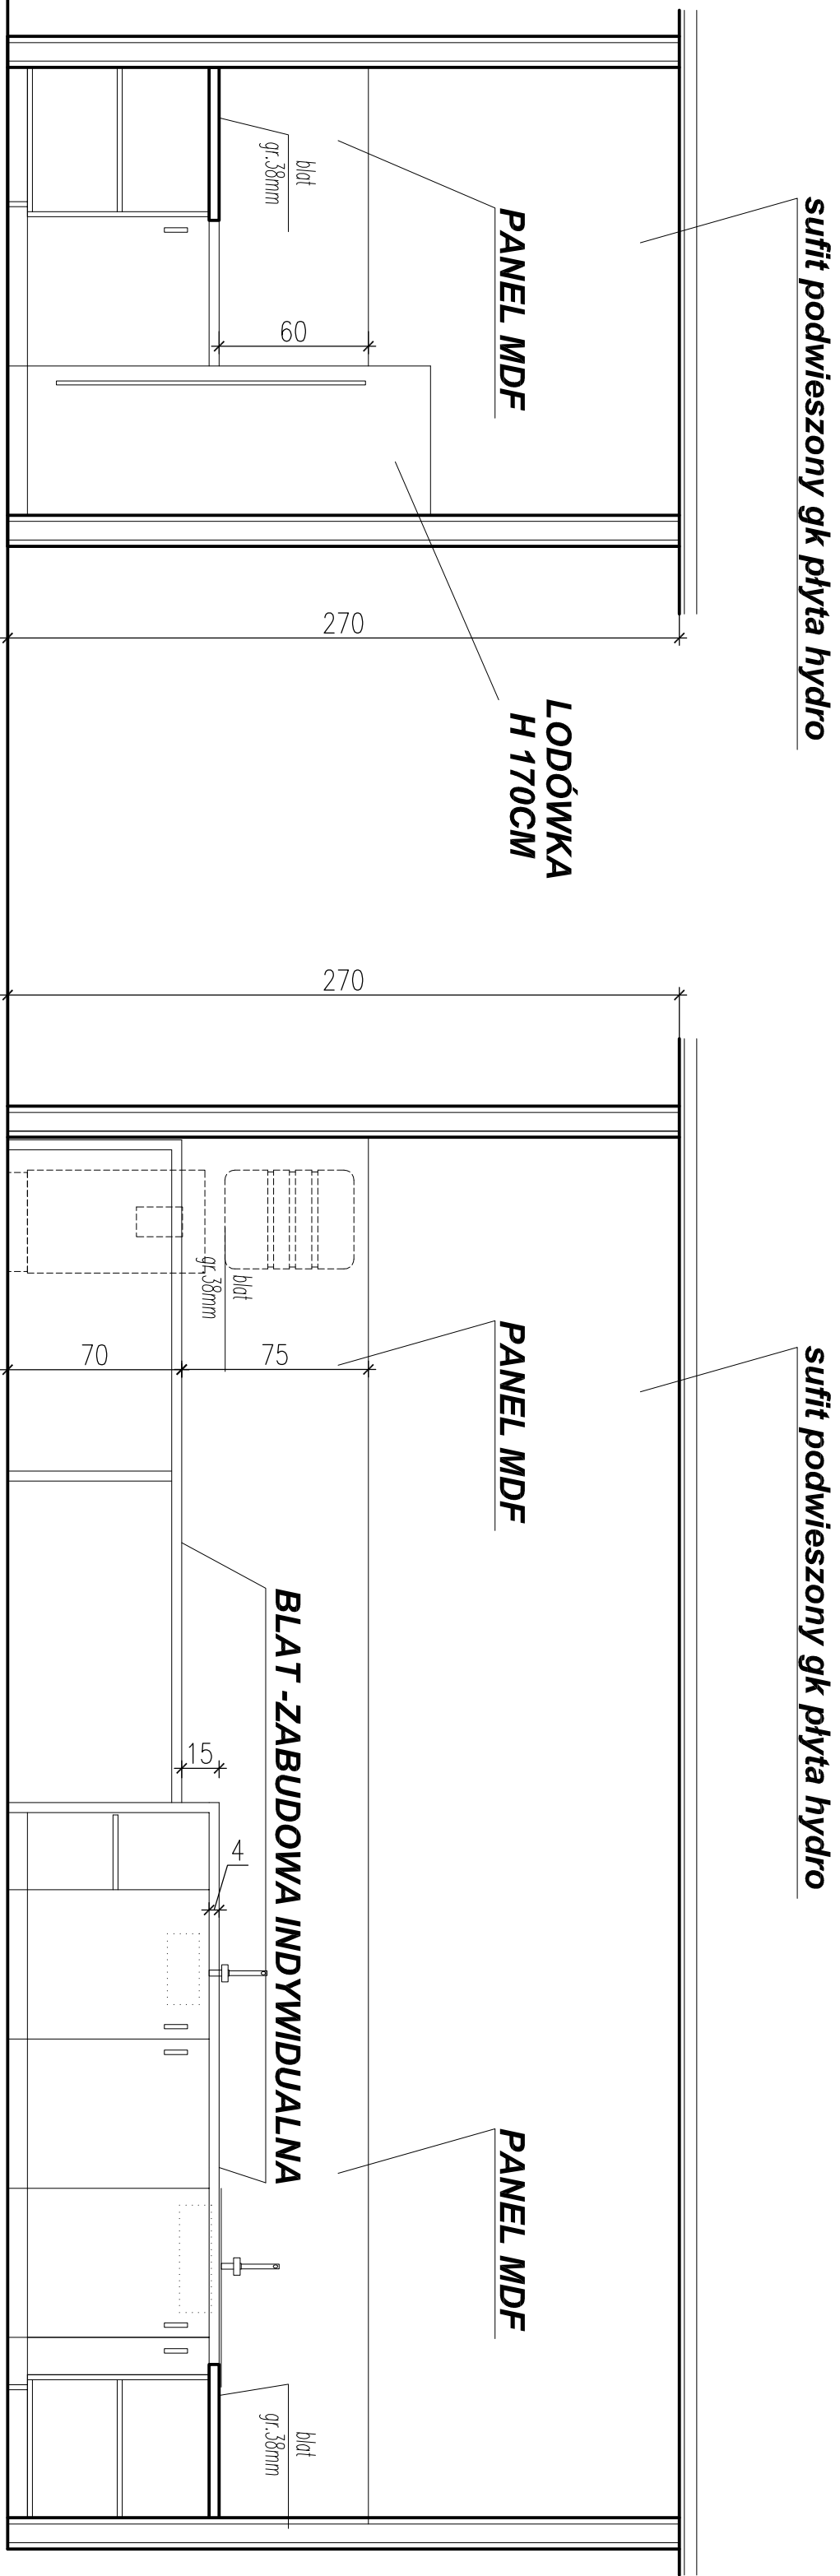 sufit podwieszony gk płyta hydro
PANEL MDF
blat
gr.38mm
60
LODÓWKA
H 170CM
270
270
sufit podwieszony gk płyta hydro
PANEL MDF
blat
gr.38mm
75
70
BLAT -ZABUDOWA INDYWIDUALNA
15
4
PANEL MDF
blat
gr.38mm